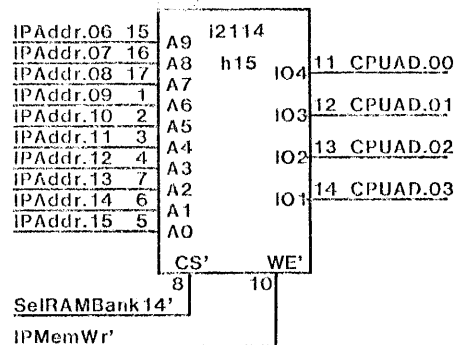 i2114
h15
IPAddr.06 15 A9
IPAddr.07 16 A8
IPAddr.08 17 A7
IPAddr.09 1 A6
IPAddr.10 2 A5
IPAddr.11 3 A4
IPAddr.12 4 A3
IPAddr.13 7 A2
IPAddr.14 6 A1
IPAddr.15 5 A0
IO4 11 CPUAD.00
IO3 12 CPUAD.01
IO2 13 CPUAD.02
IO1 14 CPUAD.03
CS' WE'
8 10
SelRAMBank14'
IPMemWr'